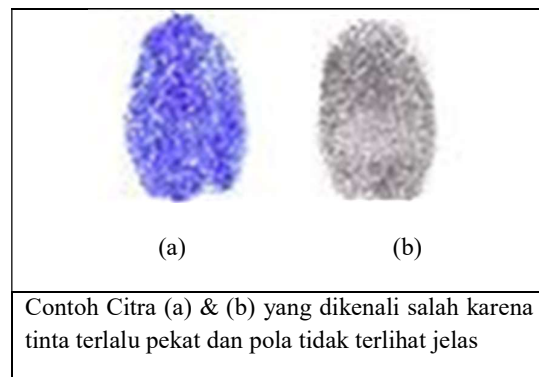 (a) (b)
Contoh Citra (a) & (b) yang dikenali salah karena
tinta terlalu pekat dan pola tidak terlihat jelas